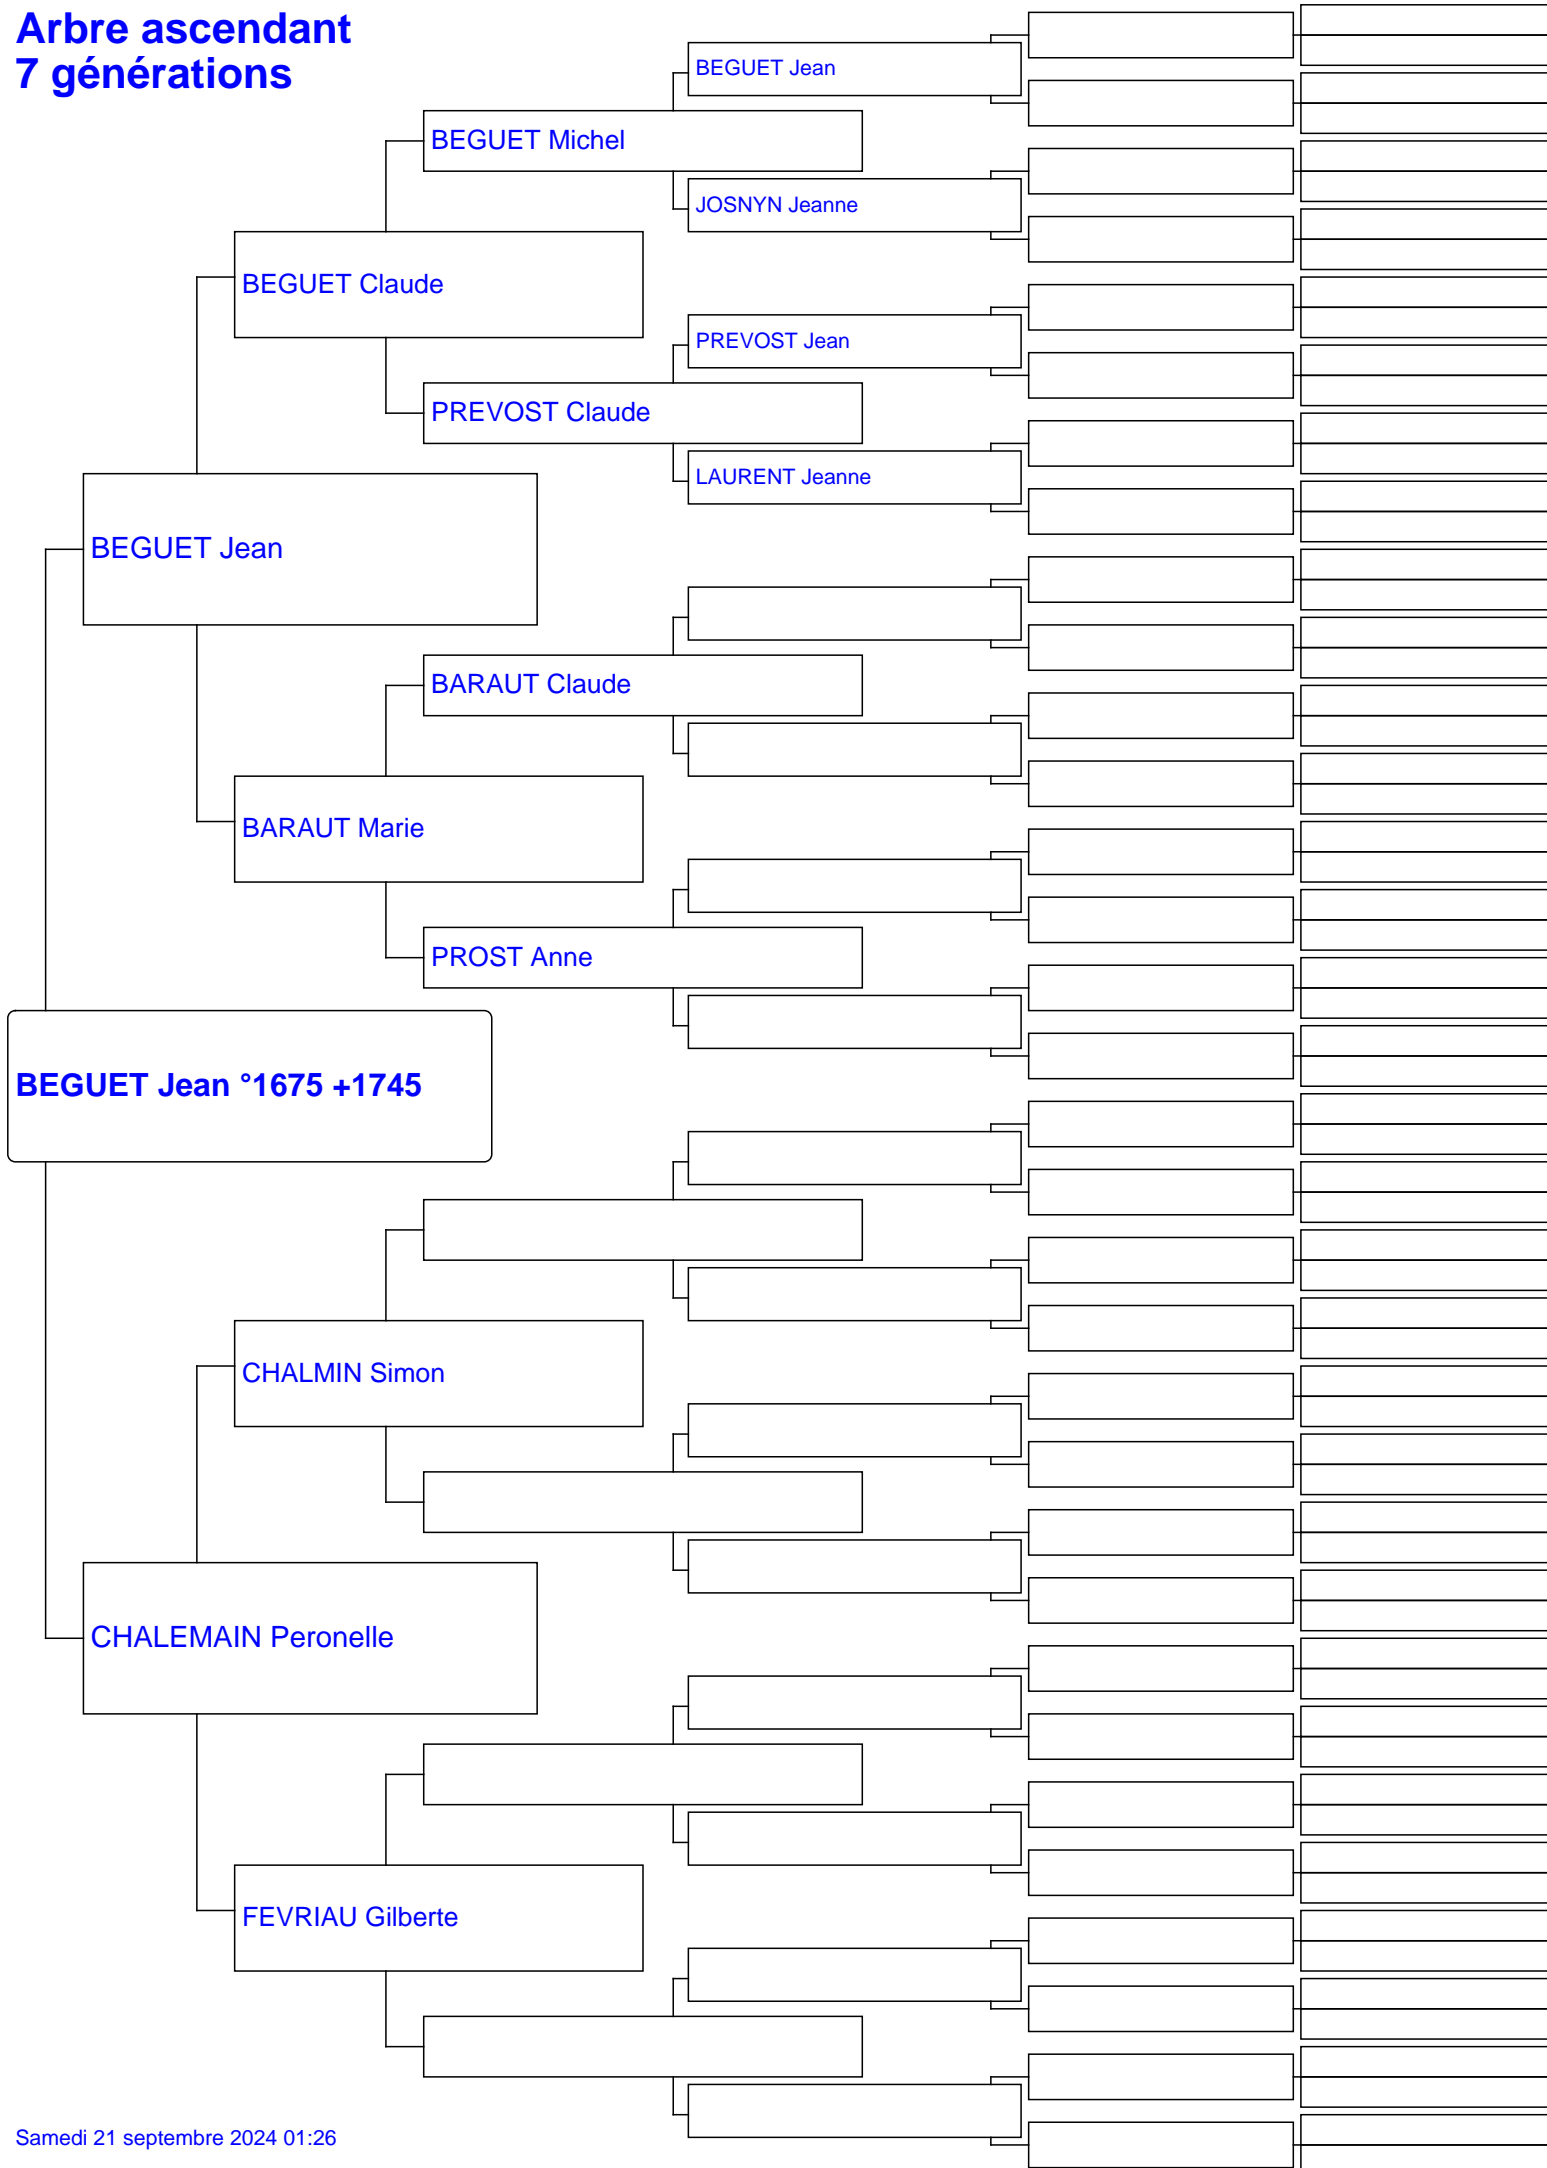 Arbre ascendant
7 générations
BEGUET Jean
BEGUET Michel
JOSNYN Jeanne
BEGUET Claude
PREVOST Jean
PREVOST Claude
LAURENT Jeanne
BEGUET Jean
BARAUT Claude
BARAUT Marie
PROST Anne
BEGUET Jean °1675 +1745
CHALMIN Simon
CHALEMAIN Peronelle
FEVRIAU Gilberte
Samedi 21 septembre 2024 01:26